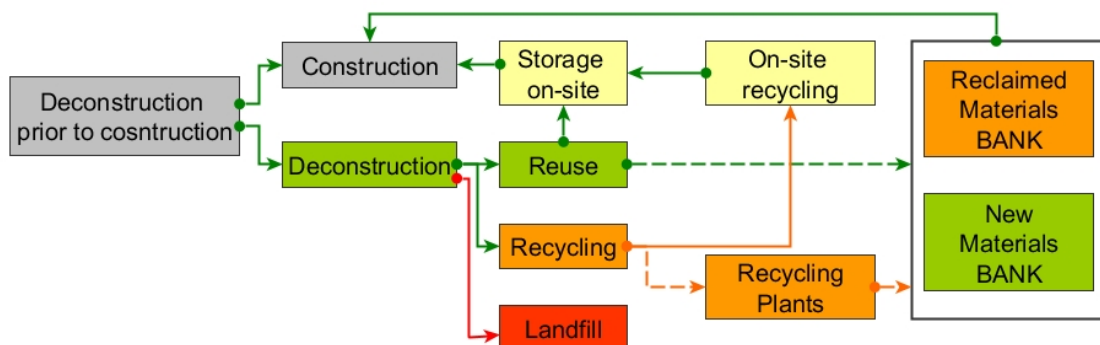 Deconstruction
prior to cosntruction
Construction
Storage
on-site
On-site
recycling
Reclaimed
Materials
BANK
Deconstruction
Reuse
New
Materials
BANK
Recycling
Recycling
Plants
Landfill